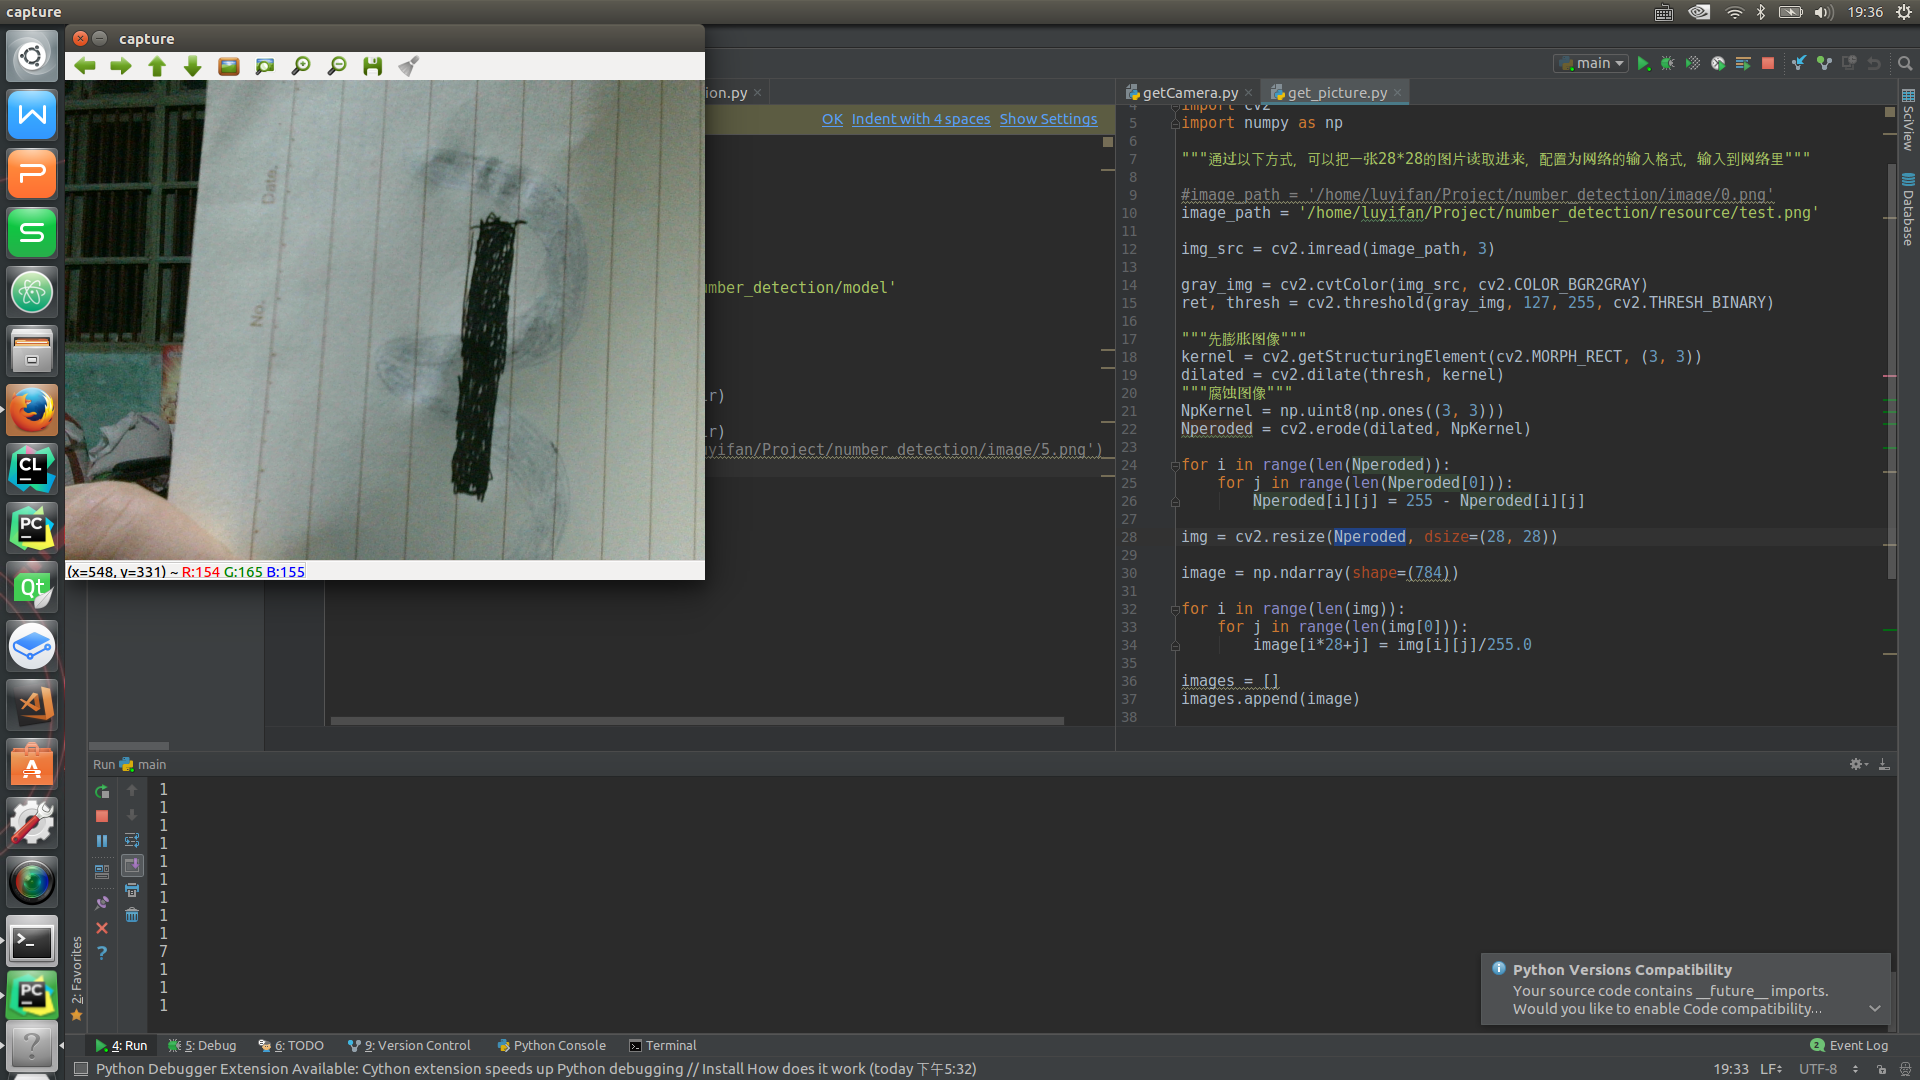 capture
19:36
capture
Date.
No.
(x=548, y=331) ~ R:154 G:165 B:155
main
ion.py
OK Indent with 4 spaces Show Settings
umber_detection/model'
ir)
ir)
uyifan/Project/number_detection/image/5.png')
getCamera.py
get_picture.py
4 import cv2
5 import numpy as np
6
7 """通过以下方式，可以把一张28*28的图片读取进来，配置为网络的输入格式，输入到网络里"""
8
9 #image_path = '/home/luyifan/Project/number_detection/image/0.png'
10 image_path = '/home/luyifan/Project/number_detection/resource/test.png'
11
12 img_src = cv2.imread(image_path, 3)
13
14 gray_img = cv2.cvtColor(img_src, cv2.COLOR_BGR2GRAY)
15 ret, thresh = cv2.threshold(gray_img, 127, 255, cv2.THRESH_BINARY)
16
17 """先膨胀图像"""
18 kernel = cv2.getStructuringElement(cv2.MORPH_RECT, (3, 3))
19 dilated = cv2.dilate(thresh, kernel)
20 """腐蚀图像"""
21 NpKernel = np.uint8(np.ones((3, 3)))
22 Nperoded = cv2.erode(dilated, NpKernel)
23
24 for i in range(len(Nperoded)):
25 for j in range(len(Nperoded[0])):
26 Nperoded[i][j] = 255 - Nperoded[i][j]
27
28 img = cv2.resize(Nperoded, dsize=(28, 28))
29
30 image = np.ndarray(shape=(784))
31
32 for i in range(len(img)):
33 for j in range(len(img[0])):
34 image[i*28+j] = img[i][j]/255.0
35
36 images = []
37 images.append(image)
38
SciView
Database
Run main
1
1
1
1
1
1
1
1
1
7
1
1
1
2: Favorites
Python Versions Compatibility
Your source code contains __future__ imports.
Would you like to enable Code compatibility...
4: Run 5: Debug 6: TODO 9: Version Control Python Console Terminal
2 Event Log
Python Debugger Extension Available: Cython extension speeds up Python debugging // Install How does it work (today 下午5:32)
19:33 LF UTF-8